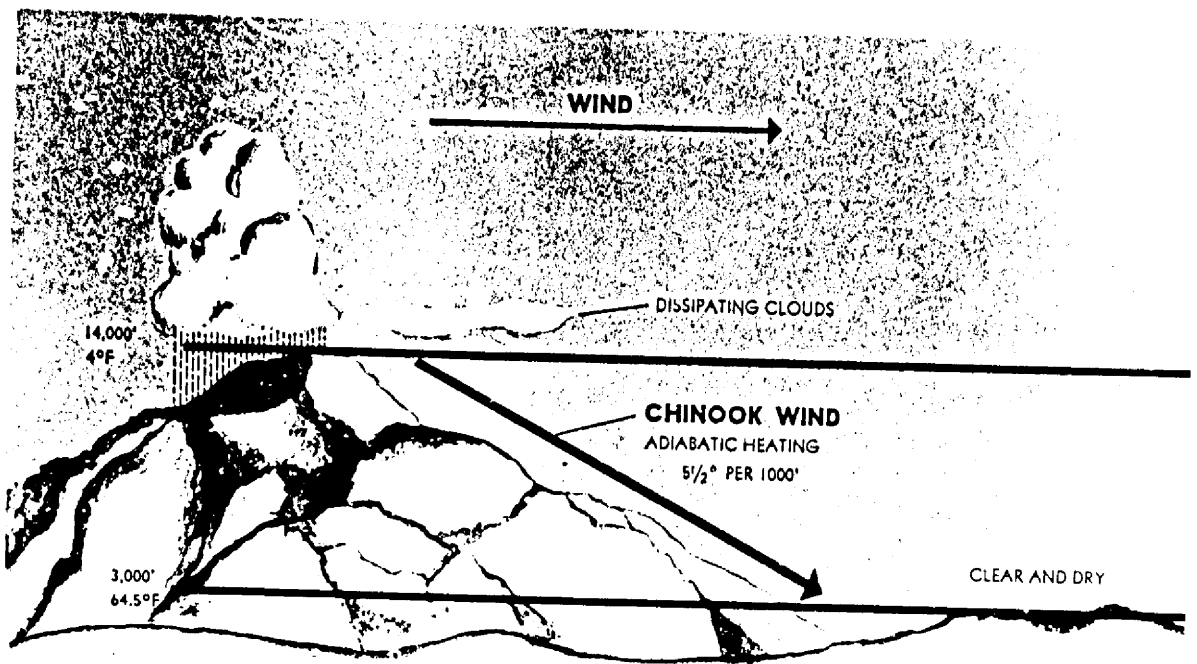 WIND
DISSIPATING CLOUDS
14,000'
4°F
CHINOOK WIND
ADIABATIC HEATING
5½° PER 1000'
3,000'
64.5°F
CLEAR AND DRY